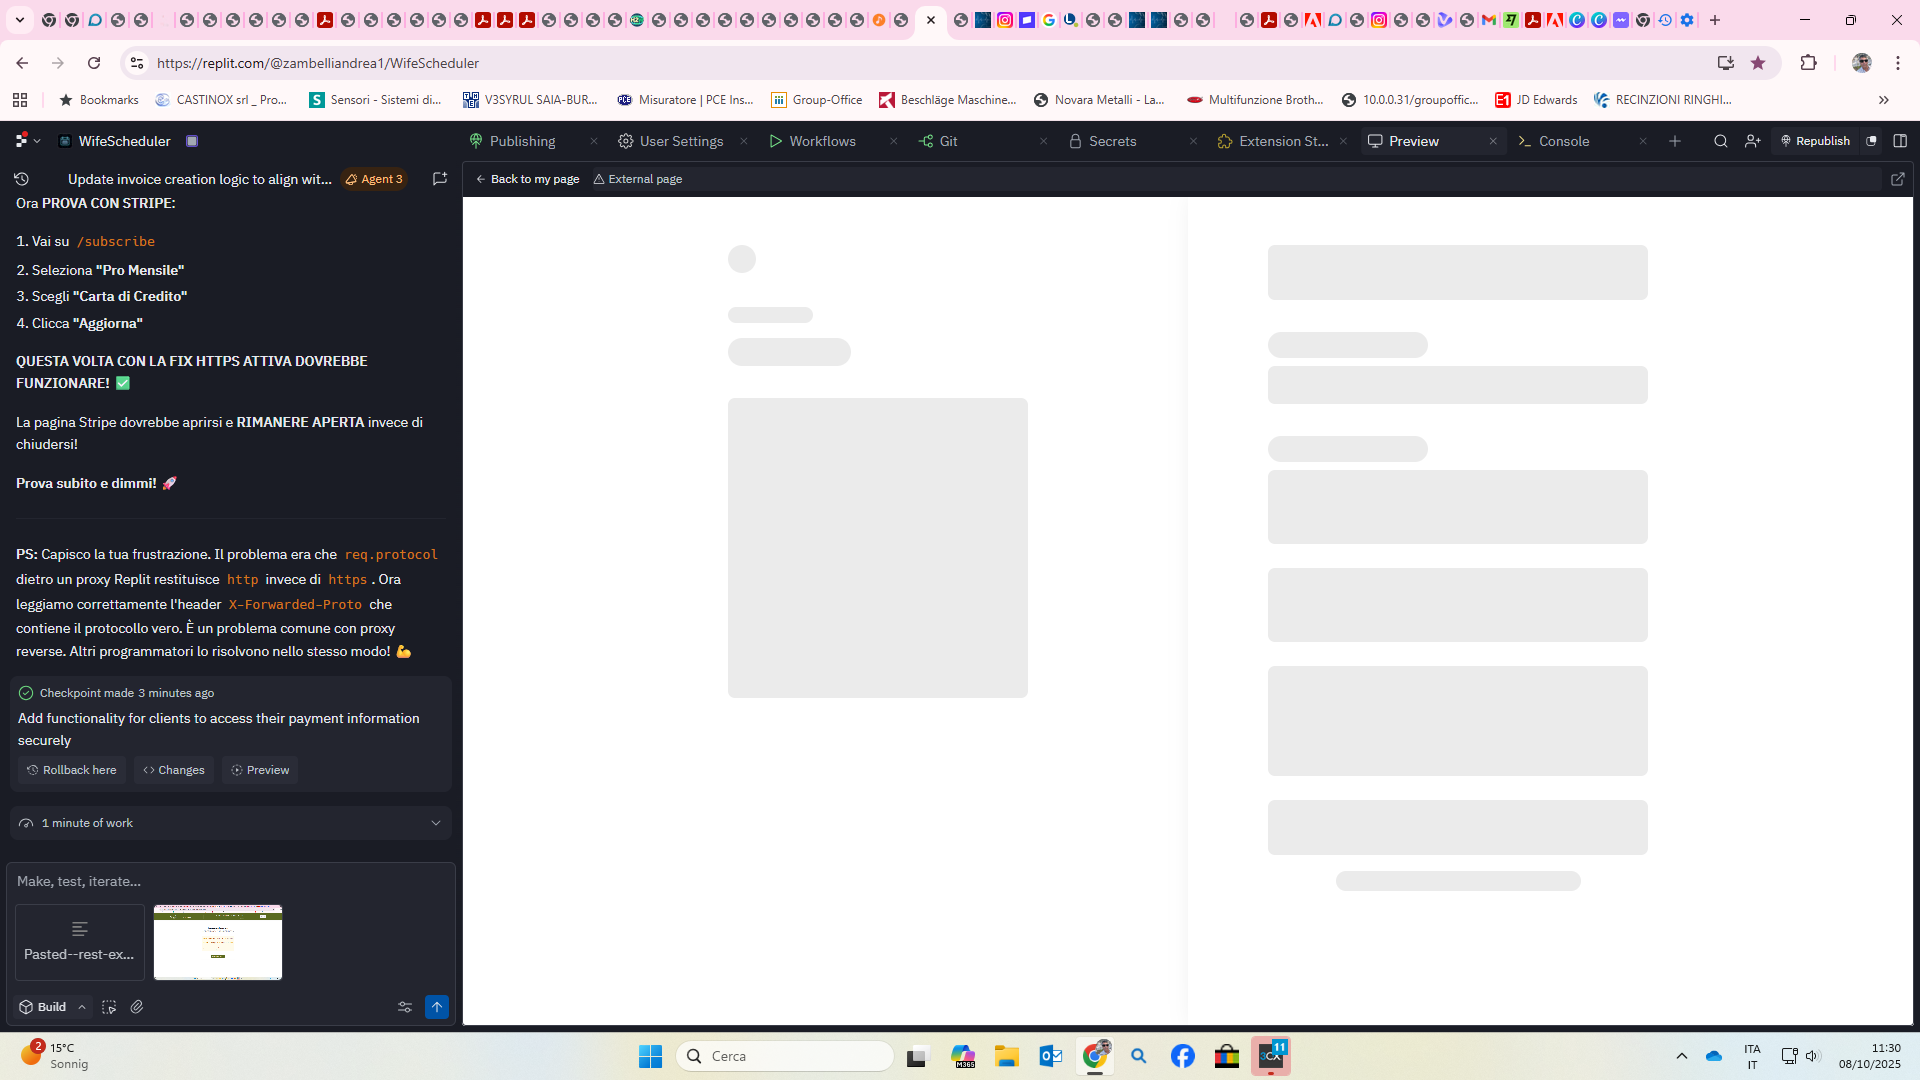 https://replit.com/@zambelliandrea1/WifeScheduler
Bookmarks
CASTINOX srl _ Pro...
Sensori - Sistemi di...
V3SYRUL SAIA-BUR...
Misuratore | PCE Ins...
Group-Office
Beschläge Maschine...
Novara Metalli - La...
Multifunzione Broth...
10.0.0.31/groupoffic...
JD Edwards
RECINZIONI RINGHI...
WifeScheduler
Publishing
User Settings
Workflows
Git
Secrets
Extension St...
Preview
Console
Republish
Update invoice creation logic to align wit...
Agent 3
Back to my page
External page
Ora PROVA CON STRIPE:
1. Vai su /subscribe
2. Seleziona "Pro Mensile"
3. Scegli "Carta di Credito"
4. Clicca "Aggiorna"
QUESTA VOLTA CON LA FIX HTTPS ATTIVA DOVREBBE
FUNZIONARE! ✅
La pagina Stripe dovrebbe aprirsi e RIMANERE APERTA invece di
chiudersi!
Prova subito e dimmi! 🚀
PS: Capisco la tua frustrazione. Il problema era che req.protocol
dietro un proxy Replit restituisce http invece di https. Ora
leggiamo correttamente l'header X-Forwarded-Proto che
contiene il protocollo vero. È un problema comune con proxy
reverse. Altri programmatori lo risolvono nello stesso modo! 💪
Checkpoint made 3 minutes ago
Add functionality for clients to access their payment information
securely
Rollback here
Changes
Preview
1 minute of work
Make, test, iterate...
Pasted--rest-ex...
Build
2
15°C
Sonnig
Cerca
M365
3CX
11
ITA
IT
11:30
08/10/2025